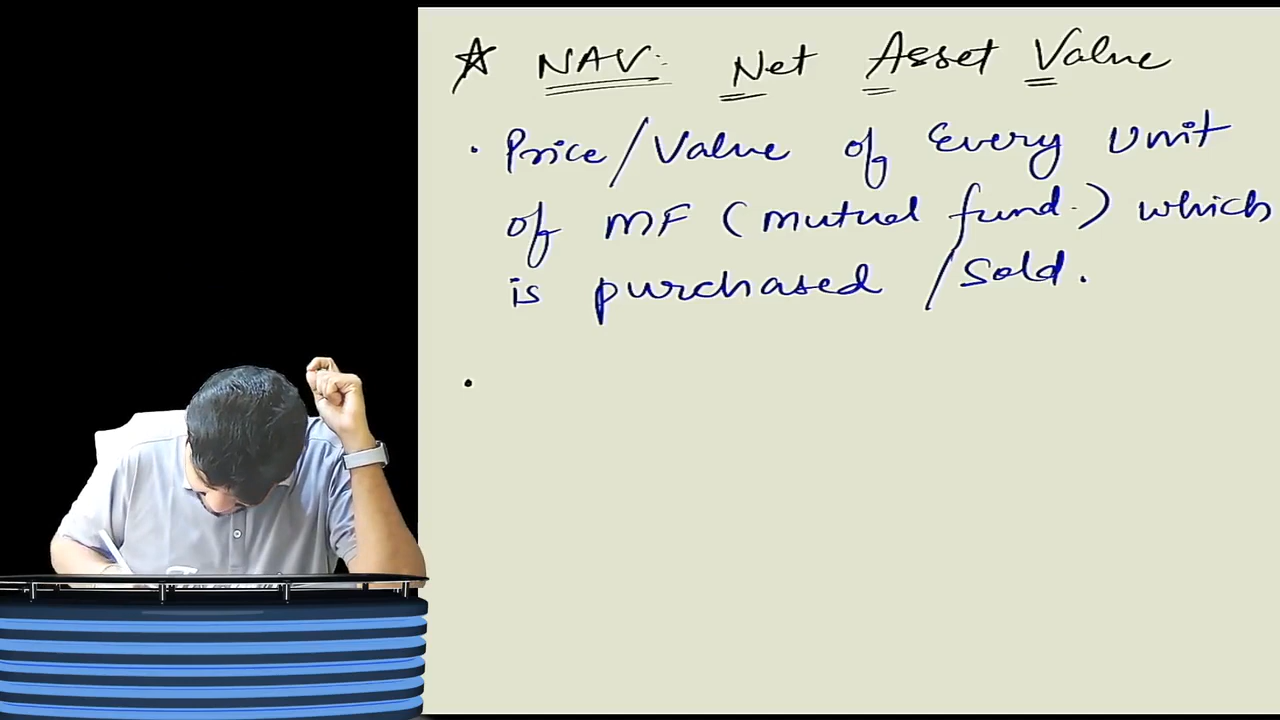 ☆ NAV: Net Asset Value
• Price/Value of Every Unit
of MF (mutual fund.) which
is purchased /Sold.
•